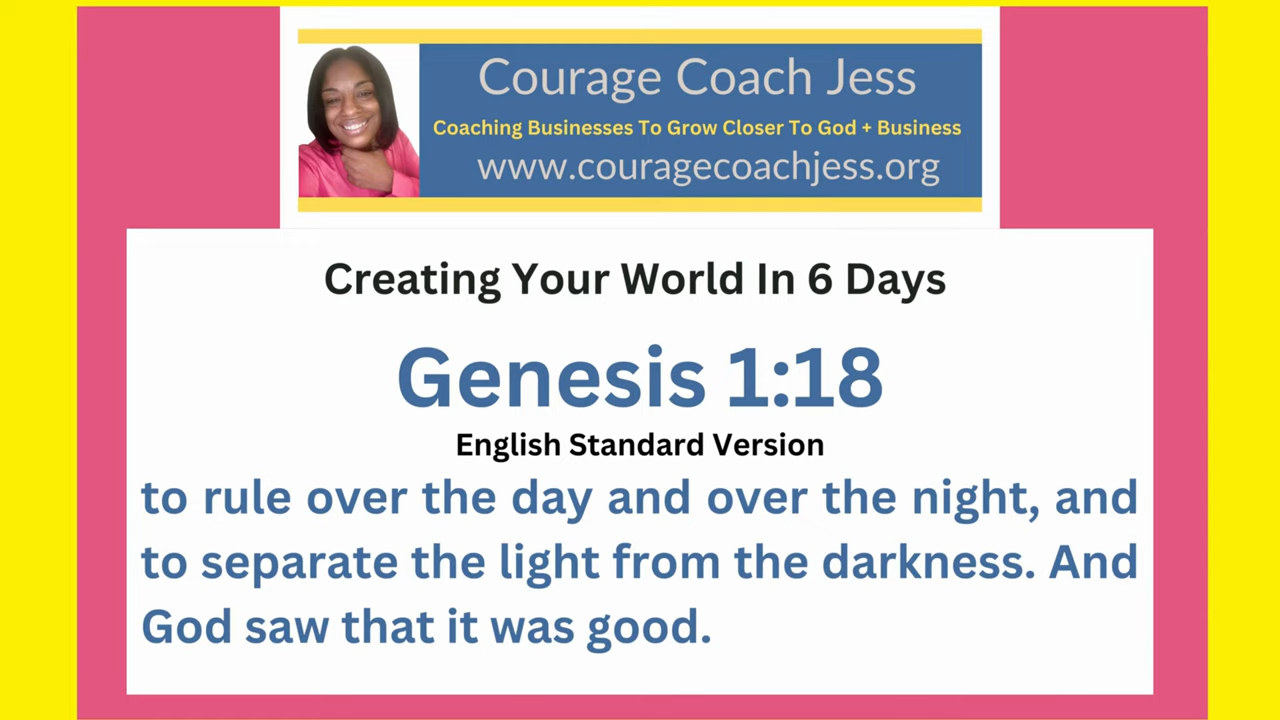 Courage Coach Jess
Coaching Businesses To Grow Closer To God + Business
www.couragecoachjess.org
Creating Your World In 6 Days
Genesis 1:18
English Standard Version
to rule over the day and over the night, and
to separate the light from the darkness. And
God saw that it was good.